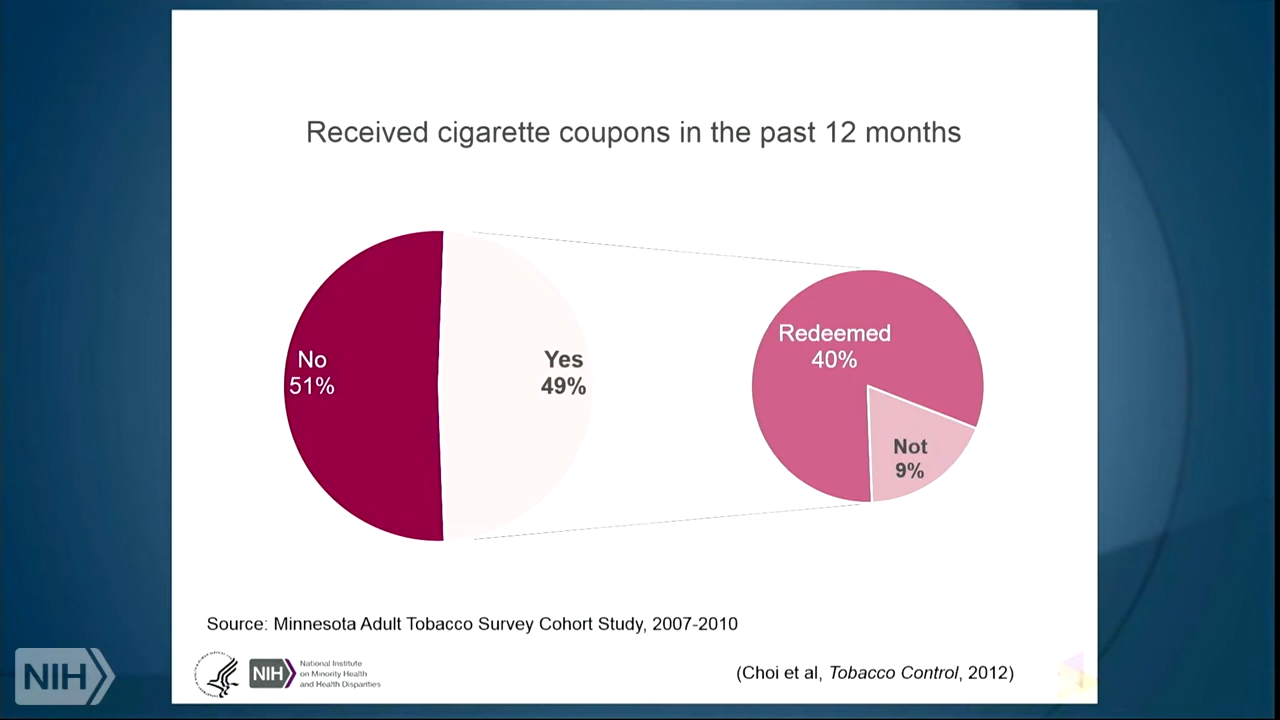 Received cigarette coupons in the past 12 months
No
51%
Yes
49%
Redeemed
40%
Not
9%
Source: Minnesota Adult Tobacco Survey Cohort Study, 2007-2010
NIH
National Institute
on Minority Health
and Health Disparities
(Choi et al, Tobacco Control, 2012)
NIH